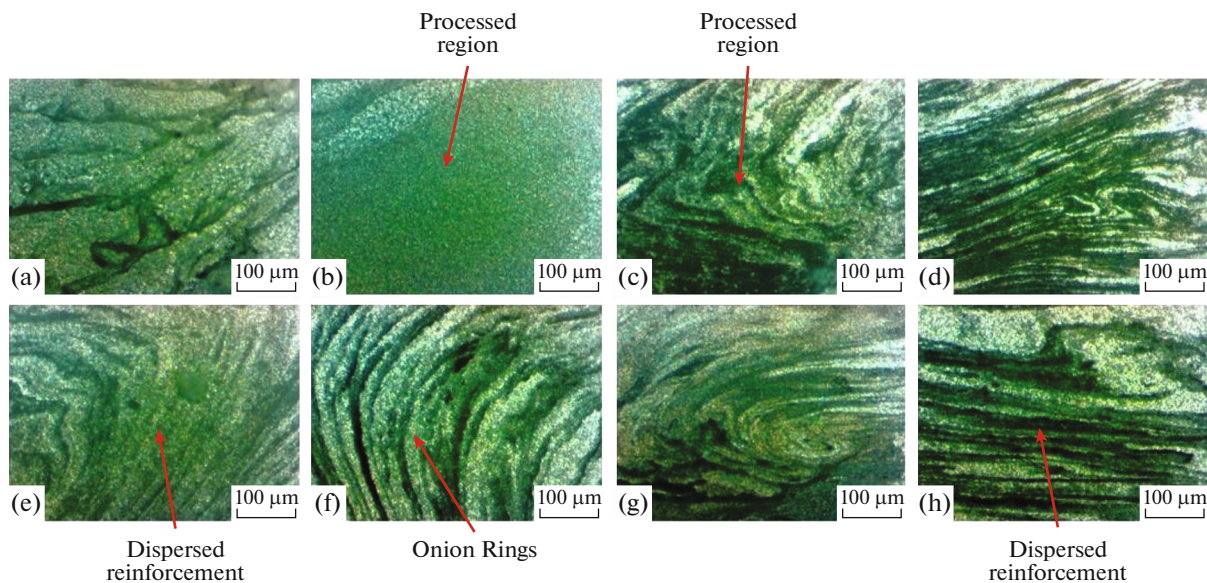 Processed
region
Processed
region
(a)
100 μm
(b)
100 μm
(c)
100 μm
(d)
100 μm
(e)
100 μm
(f)
100 μm
(g)
100 μm
(h)
100 μm
Dispersed
reinforcement
Onion Rings
Dispersed
reinforcement